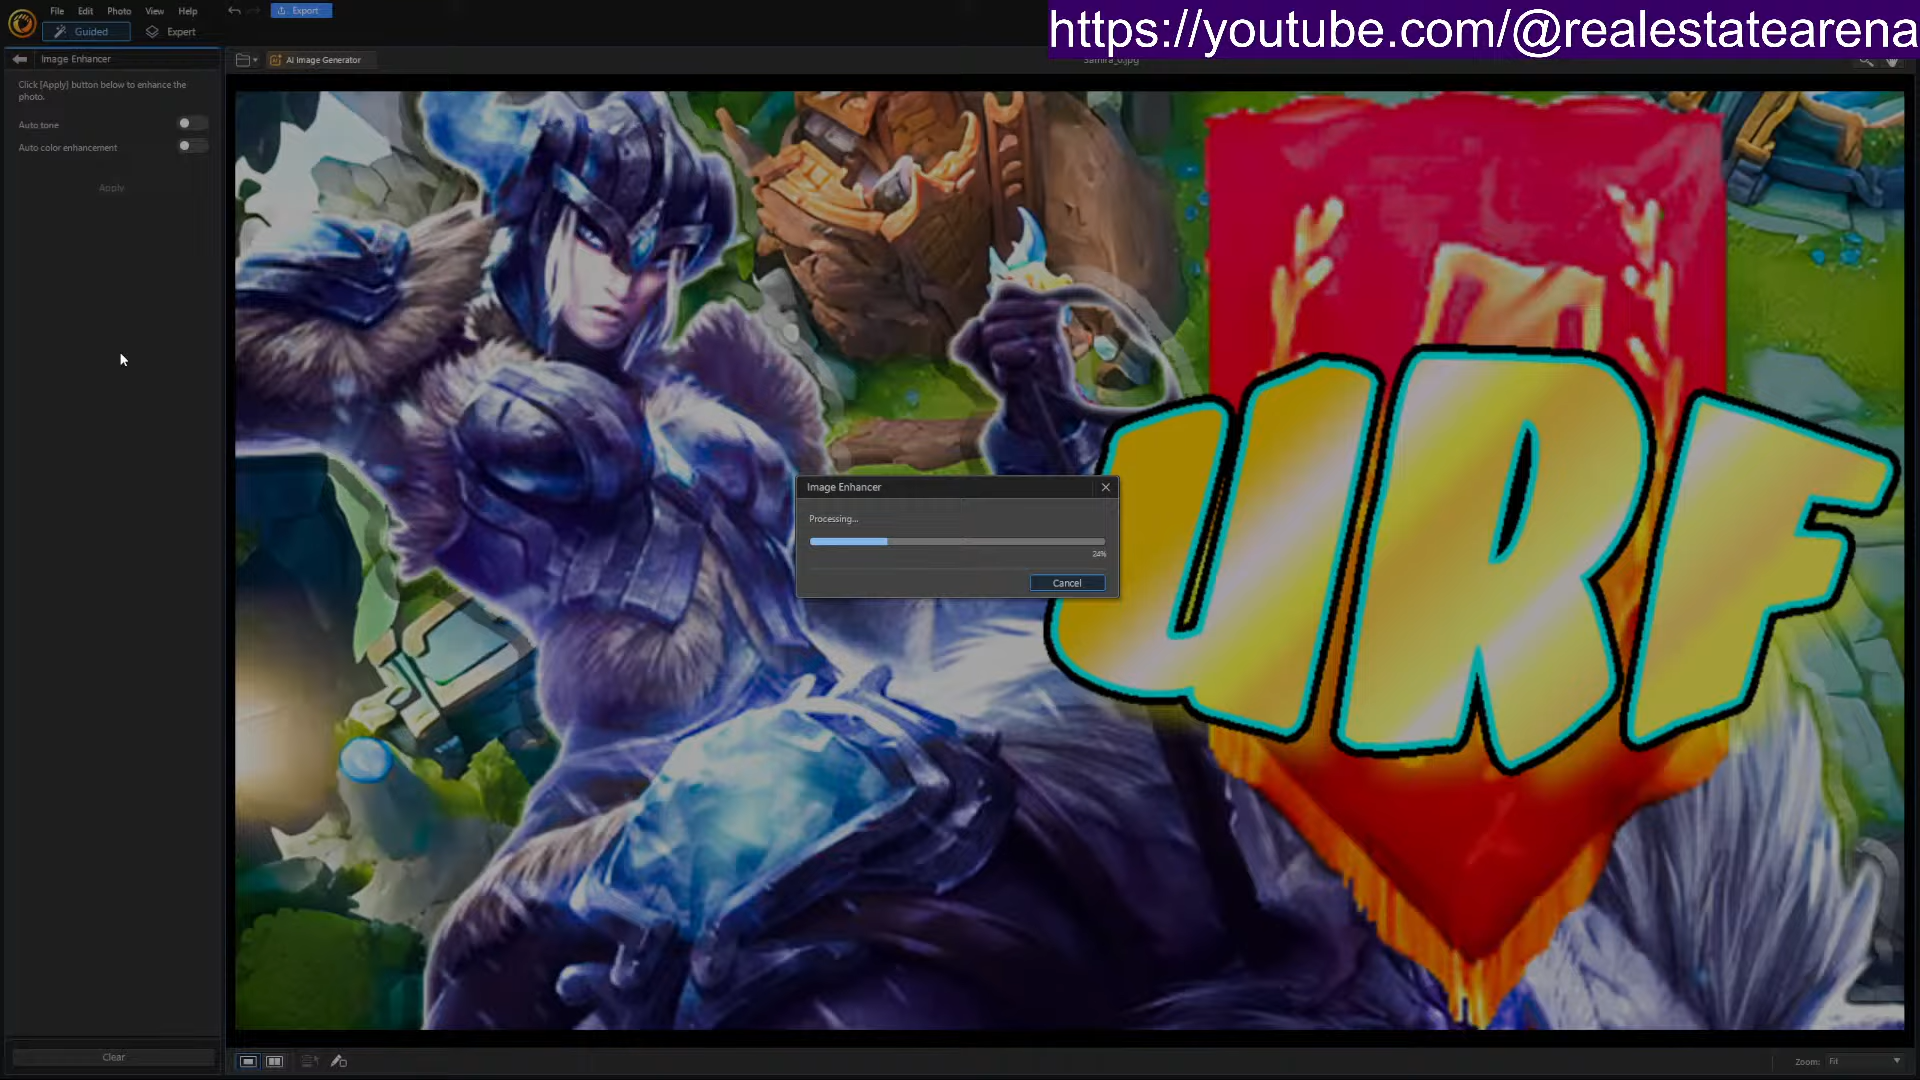 https://youtube.com/@realestatearena
File Edit Photo View Help
Export
Guided
Expert
Image Enhancer
AI Image Generator
Click [Apply] button below to enhance the
photo.
Auto tone
Auto color enhancement
Apply
URF
Image Enhancer
Processing...
24%
Cancel
Clear
Zoom: Fit